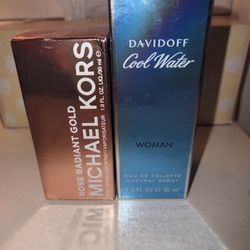 ROSE RADIANT GOLD
MICHAEL KORS
1.0 FL. OZ./30 ml e
DAVIDOFF
Cool Water
WOMAN
EAU DE TOILETTE
NATURAL SPRAY
1.0 FL OZ e 30 ml